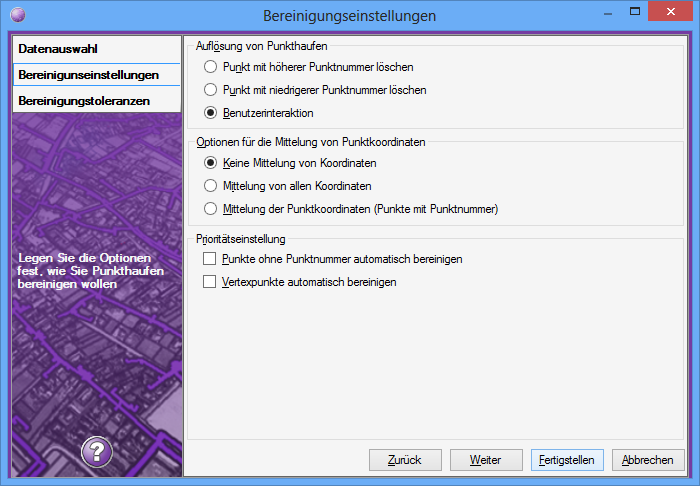 Bereinigungseinstellungen
Datenauswahl
Bereinigunseinstellungen
Bereinigungstoleranzen
Legen Sie die Optionen
fest, wie Sie Punkthaufen
bereinigen wollen
?
Auflösung von Punkthaufen
Punkt mit höherer Punktnummer löschen
Punkt mit niedrigerer Punktnummer löschen
Benutzerinteraktion
Optionen für die Mittelung von Punktkoordinaten
Keine Mittelung von Koordinaten
Mittelung von allen Koordinaten
Mittelung der Punktkoordinaten (Punkte mit Punktnummer)
Prioritätseinstellung
Punkte ohne Punktnummer automatisch bereinigen
Vertexpunkte automatisch bereinigen
Zurück
Weiter
Fertigstellen
Abbrechen